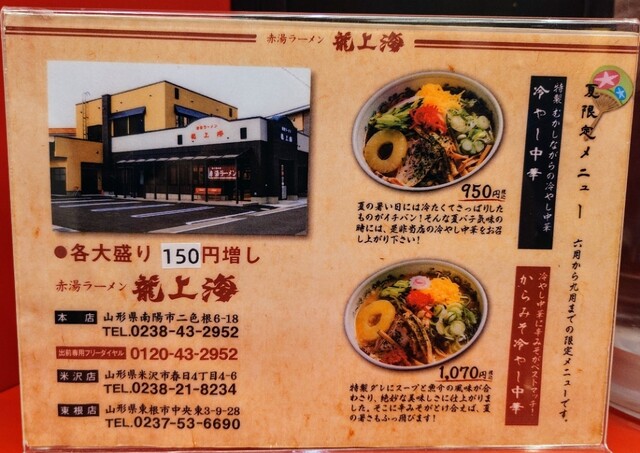 赤湯ラーメン 龍上海
夏限定メニュー
六月から九月までの限定メニューです。
特製 むかしながらの冷やし中華
冷やし中華
950円
夏の暑い日には冷たくてさっぱりした
ものがイチバン!そんな夏バテ気味の
時には、是非当店の冷やし中華をお召
し上がり下さい!
冷やし中華に辛みそがベストマッチ!
からみそ冷やし中華
1,070円
特製ダレにスープと魚介の風味が合
わさり、絶妙な美味しさに仕上がりま
した。そこに辛みそがとけ合えば、夏
の暑さもふっ飛びます!
赤湯ラーメン
龍上海
●各大盛り 150円増し
赤湯ラーメン 龍上海
本店 山形県南陽市二色根6-18
TEL.0238-43-2952
出前専用フリーダイヤル 0120-43-2952
米沢店 山形県米沢市春日4丁目4-6
TEL.0238-21-8234
東根店 山形県東根市中央東3-9-28
TEL.0237-53-6690